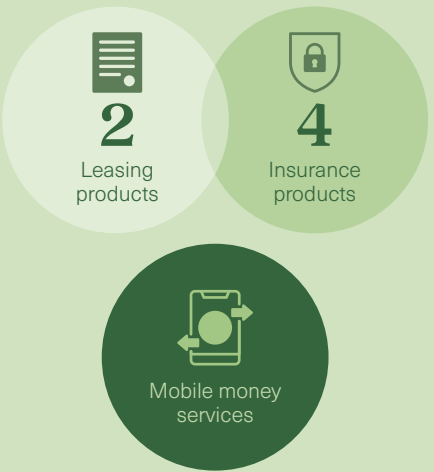 2
Leasing
products
4
Insurance
products
Mobile money
services